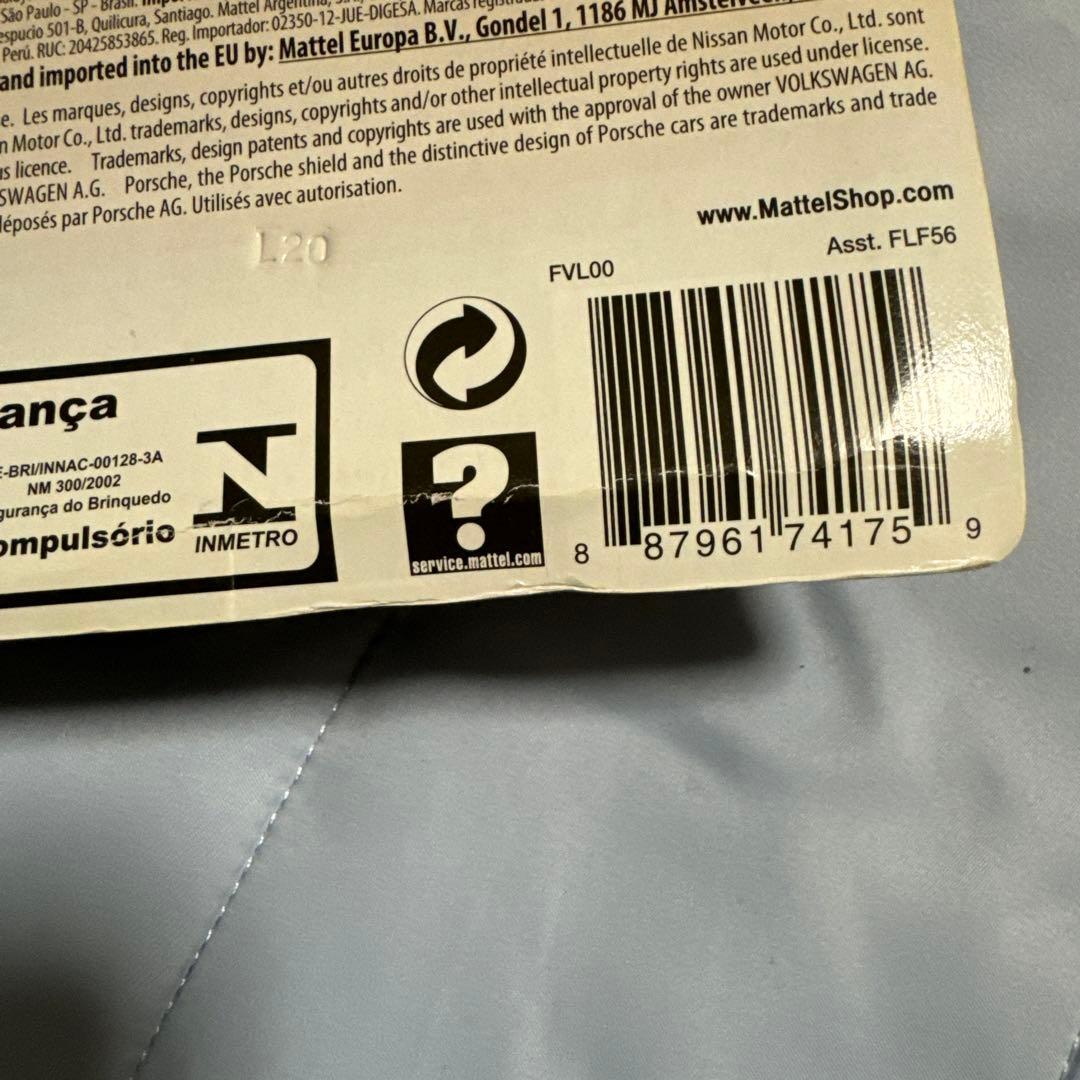 São Paulo - SP - Brasil.
espucio 501-B, Quilicura, Santiago. Mattel Argentina,
Perú. RUC: 20425853865. Reg. Importador: 02350-12-JUE-DIGESA. Marcas
and imported into the EU by: Mattel Europa B.V., Gondel 1, 1186 MJ Amstelveen,
e. Les marques, designs, copyrights et/ou autres droits de propriété intellectuelle de Nissan Motor Co., Ltd. sont
n Motor Co., Ltd. trademarks, designs, copyrights and/or other intellectual property rights are used under license.
us licence. Trademarks, design patents and copyrights are used with the approval of the owner VOLKSWAGEN AG.
SWAGEN A.G. Porsche, the Porsche shield and the distinctive design of Porsche cars are trademarks and trade
déposés par Porsche AG. Utilisés avec autorisation.
www.MattelShop.com
L20
FVL00
Asst. FLF56
ança
E-BRI/INNAC-00128-3A
NM 300/2002
gurança do Brinquedo
ompulsório
N
INMETRO
?
service.mattel.com
8 87961 74175 9